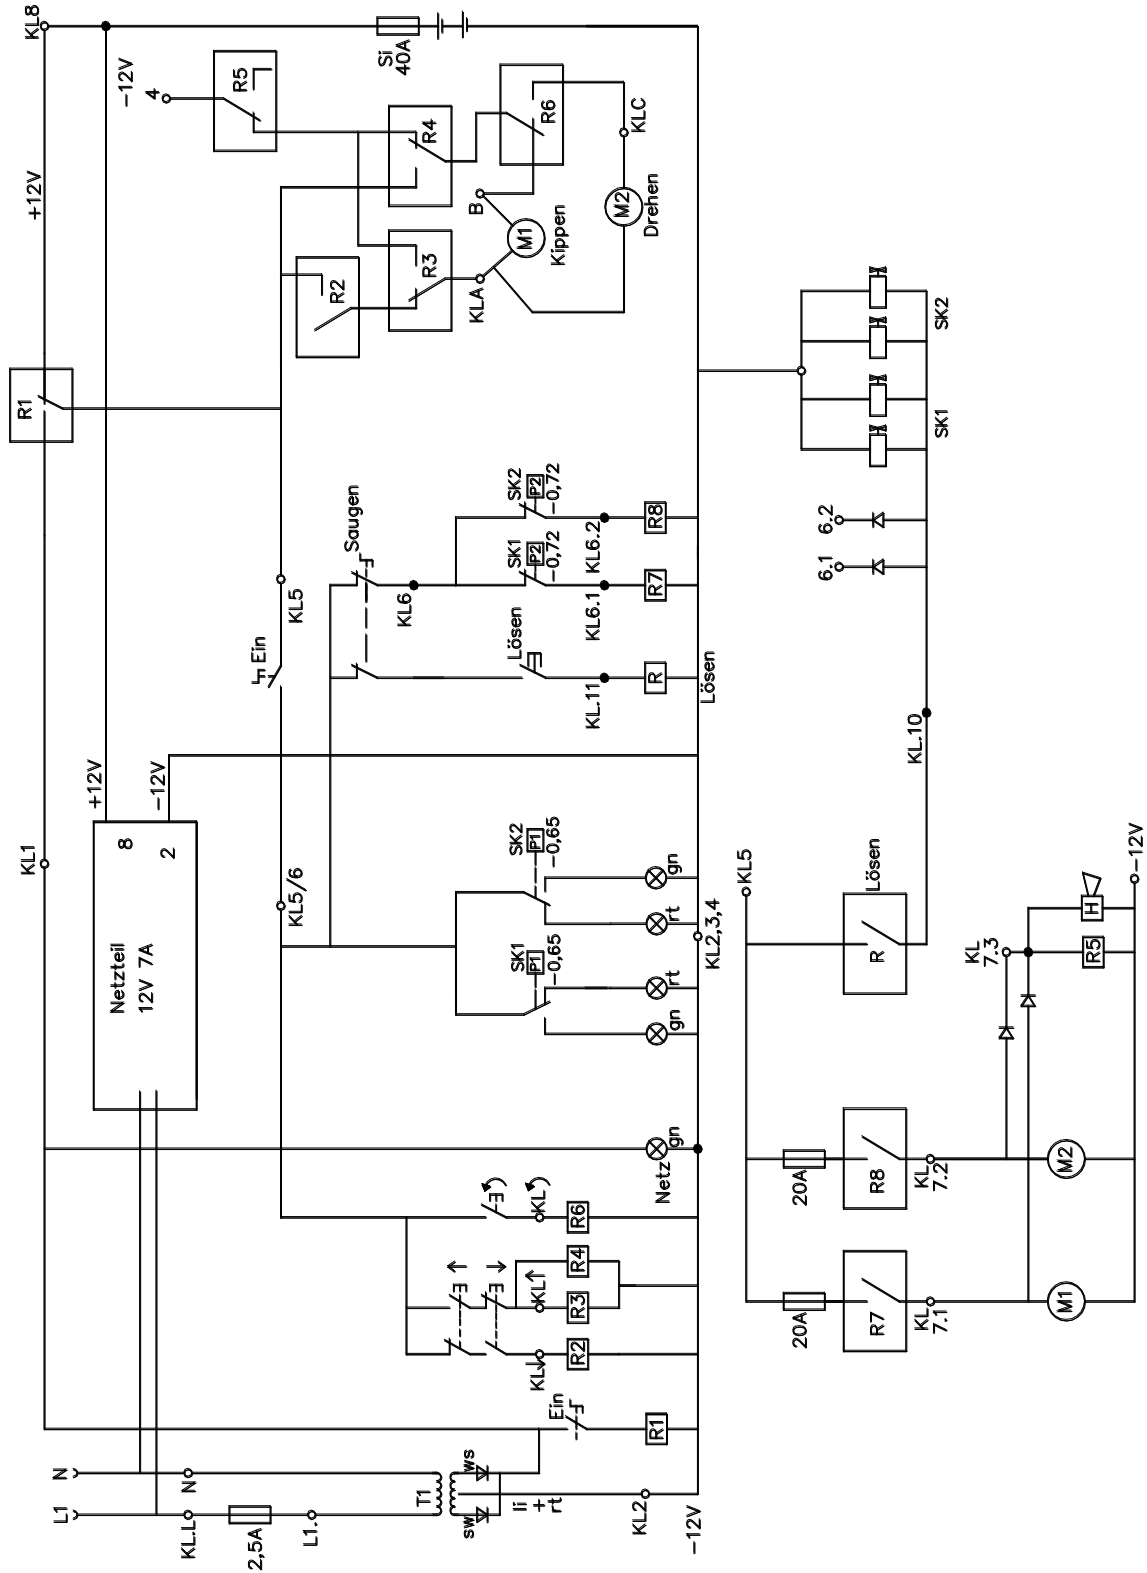 L1
N
KL.L
N
2,5A
L1.
T1
sw
ws
li
+
rt
KL2
-12V
Ein
R1
KL
R2
KL1
R3
R4
E
E
E
KL
R6
Netz
gn
Netzteil
12V 7A
8
2
+12V
-12V
KL1
KL5/6
SK1
P1
-0,65
gn
rt
SK2
P1
-0,65
rt
gn
KL2,3,4
Ein
KL5
Saugen
KL6
Lösen
KL.11
R
Lösen
SK1
P2
-0,72
KL6.1
R7
SK2
P2
-0,72
KL6.2
R8
R1
+12V
KL8
-12V
4
R5
R2
R3
R4
R6
KLA
B
M1
Kippen
M2
Drehen
KLC
Si
40A
20A
R7
KL
7.1
M1
20A
R8
KL
7.2
M2
KL5
R
Lösen
KL
7.3
R5
H
-12V
KL.10
6.1
6.2
SK1
SK2